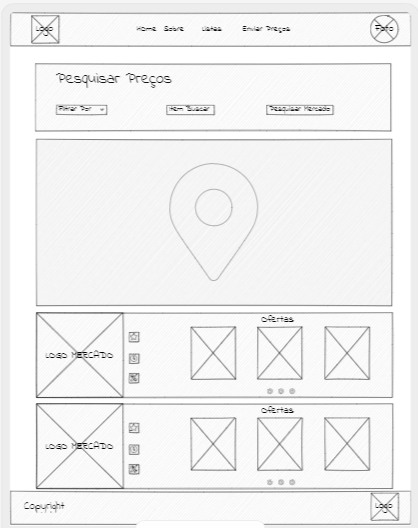 Logo Home Sobre Listas Enviar Preços Foto
Pesquisar Preços
Filtrar Por Item Buscar Pesquisar Mercado
Ofertas
LOGO MERCADO
Ofertas
LOGO MERCADO
Copyright Logo